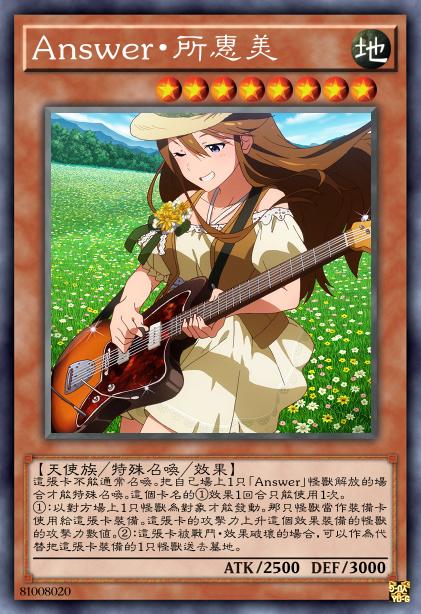 Answer・所惠美
地
【天使族/特殊召喚/效果】
這張卡不能通常召喚。把自己場上1只「Answer」怪獸解放的場
合才能特殊召喚。這個卡名的①效果1回合只能使用1次。
①:以對方場上1只怪獸為對象才能發動。那只怪獸當作裝備卡
使用給這張卡裝備。這張卡的攻擊力上升這個效果裝備的怪獸
的攻擊力數值。②:這張卡被戰鬥・效果破壞的場合,可以作為代
替把這張卡裝備的1只怪獸送去墓地。
ATK/2500 DEF/3000
81008020